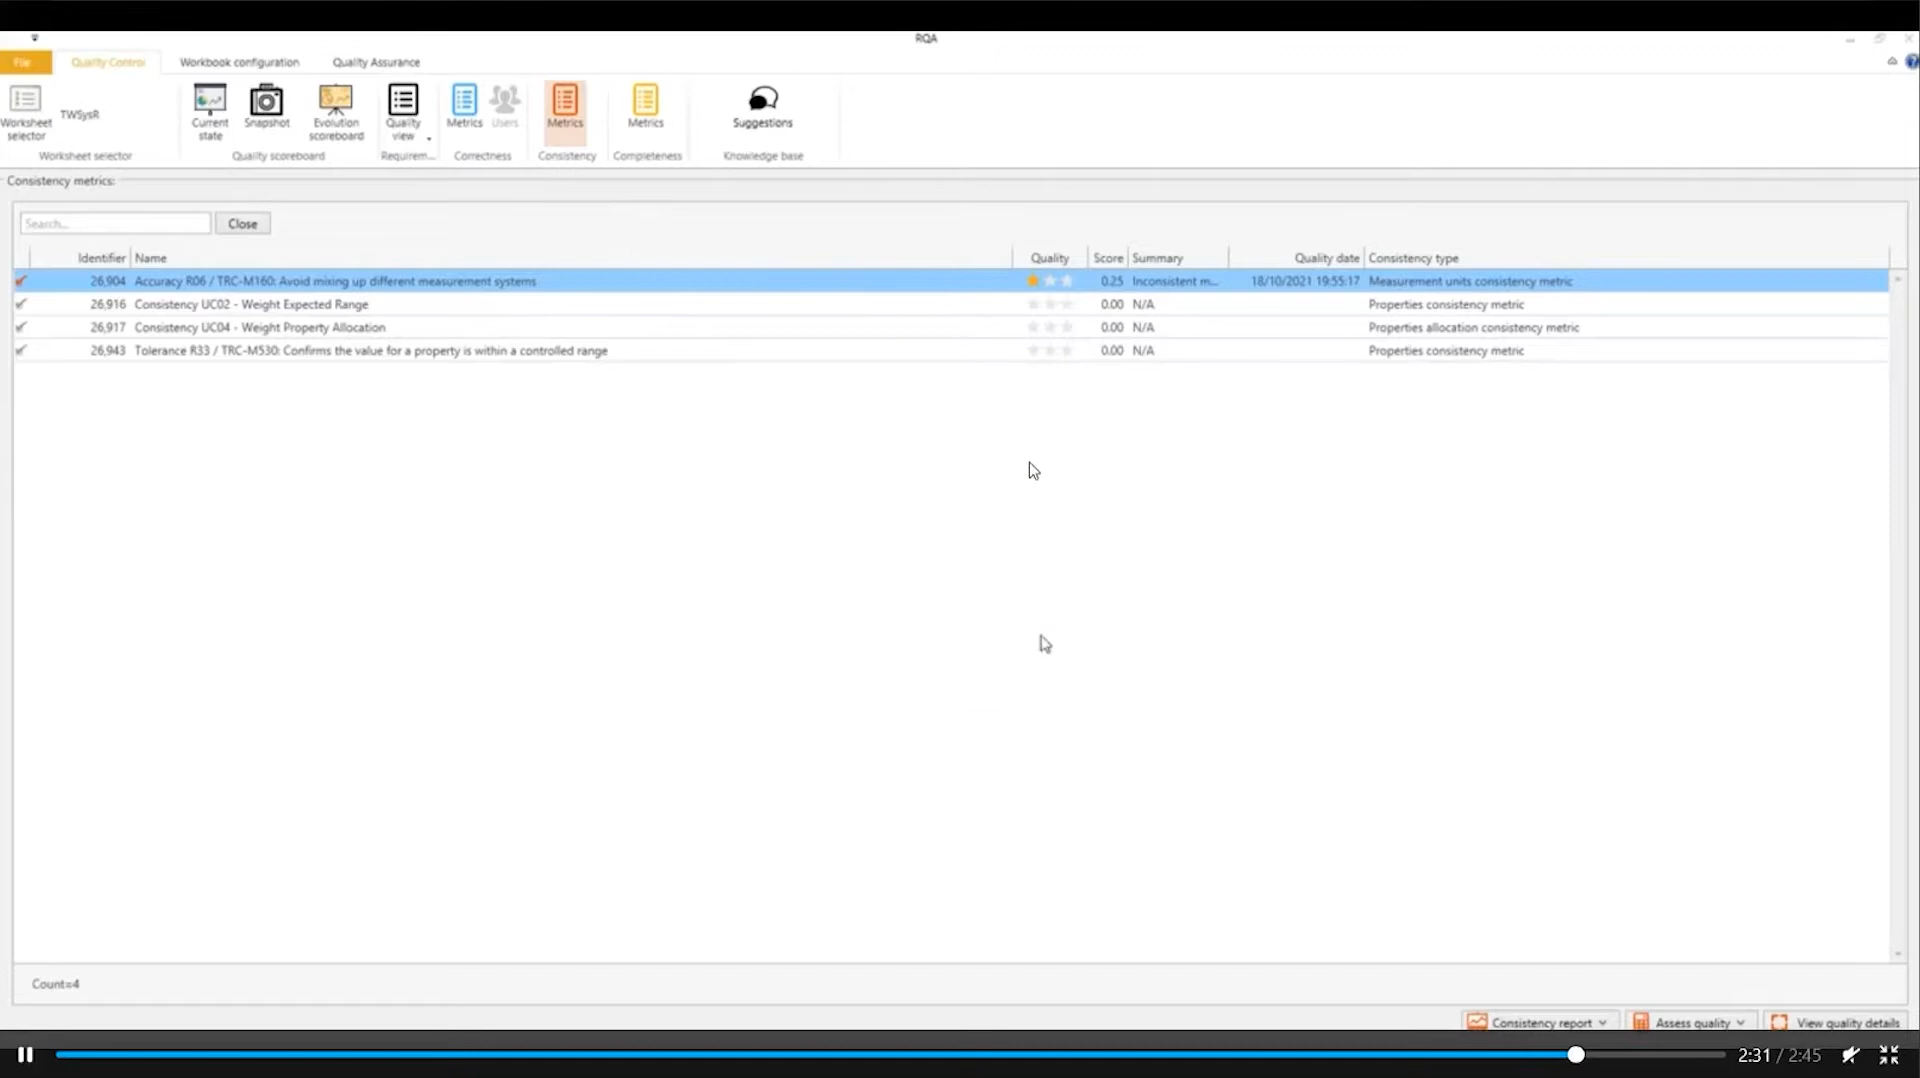 RQA
File Quality Control Workbook configuration Quality Assurance
Worksheet selector
TWSysR
Current state
Snapshot
Evolution scoreboard
Quality view
Metrics
Users
Metrics
Metrics
Suggestions
Worksheet selector Quality scoreboard Requirem... Correctness Consistency Completeness Knowledge base
Consistency metrics:
Search... Close
Identifier Name Quality Score Summary Quality date Consistency type
26,904 Accuracy R06 / TRC-M160: Avoid mixing up different measurement systems 0.25 Inconsistent m... 18/10/2021 19:55:17 Measurement units consistency metric
26,916 Consistency UC02 - Weight Expected Range 0.00 N/A Properties consistency metric
26,917 Consistency UC04 - Weight Property Allocation 0.00 N/A Properties allocation consistency metric
26,943 Tolerance R33 / TRC-M530: Confirms the value for a property is within a controlled range 0.00 N/A Properties consistency metric
Count=4
Consistency report Assess quality View quality details
2:31 / 2:45